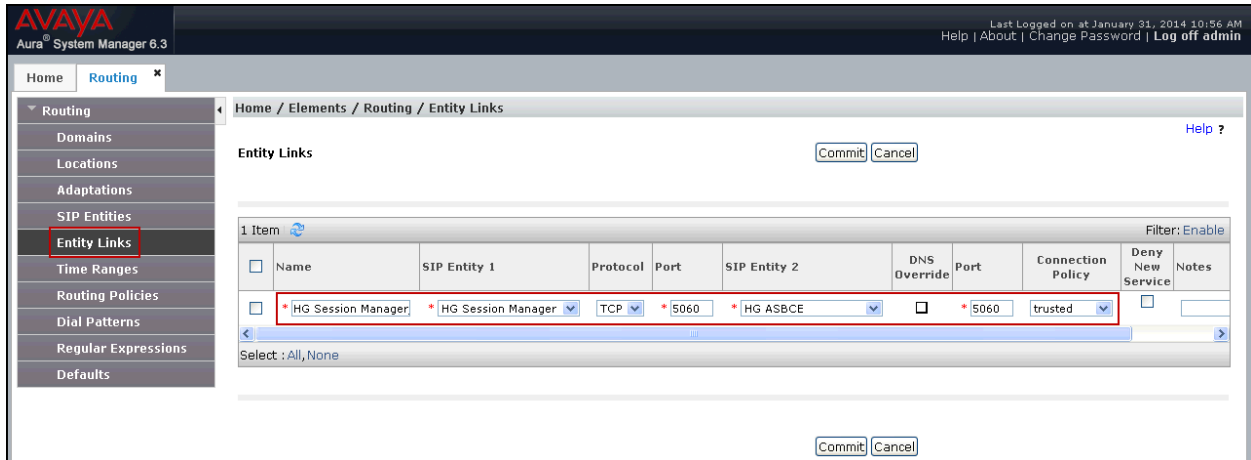 AVAYA
Aura® System Manager 6.3
Last Logged on at January 31, 2014 10:56 AM
Help | About | Change Password | Log off admin
Home Routing ×
Routing
Domains
Locations
Adaptations
SIP Entities
Entity Links
Time Ranges
Routing Policies
Dial Patterns
Regular Expressions
Defaults
Home / Elements / Routing / Entity Links
Help ?
Entity Links Commit Cancel
1 Item Filter: Enable
Name SIP Entity 1 Protocol Port SIP Entity 2 DNS Override Port Connection Policy Deny New Service Notes
* HG Session Manager * HG Session Manager TCP * 5060 * HG ASBCE * 5060 trusted
Select : All, None
Commit Cancel